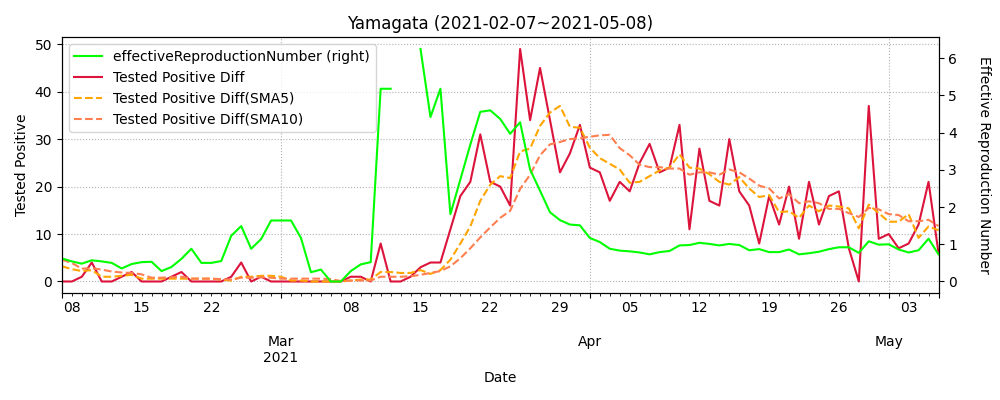 Yamagata (2021-02-07~2021-05-08)
effectiveReproductionNumber (right)
Tested Positive Diff
Tested Positive Diff(SMA5)
Tested Positive Diff(SMA10)
Tested Positive
50
40
30
20
10
0
Effective Reproduction Number
6
5
4
3
2
1
0
08 15 22 08 15 22 29 05 12 19 26 03
Mar
2021
Apr
May
Date